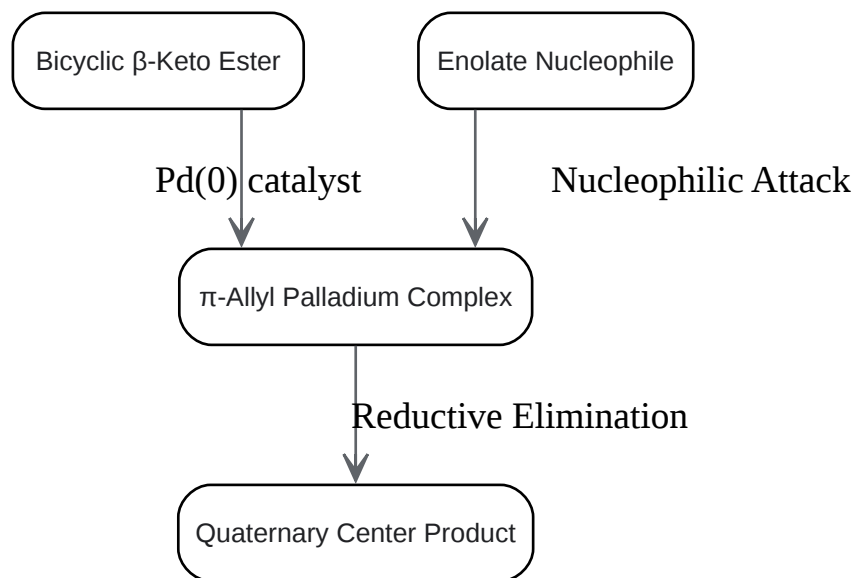 Bicyclic β-Keto Ester
Enolate Nucleophile
Pd(0) catalyst
Nucleophilic Attack
π-Allyl Palladium Complex
Reductive Elimination
Quaternary Center Product